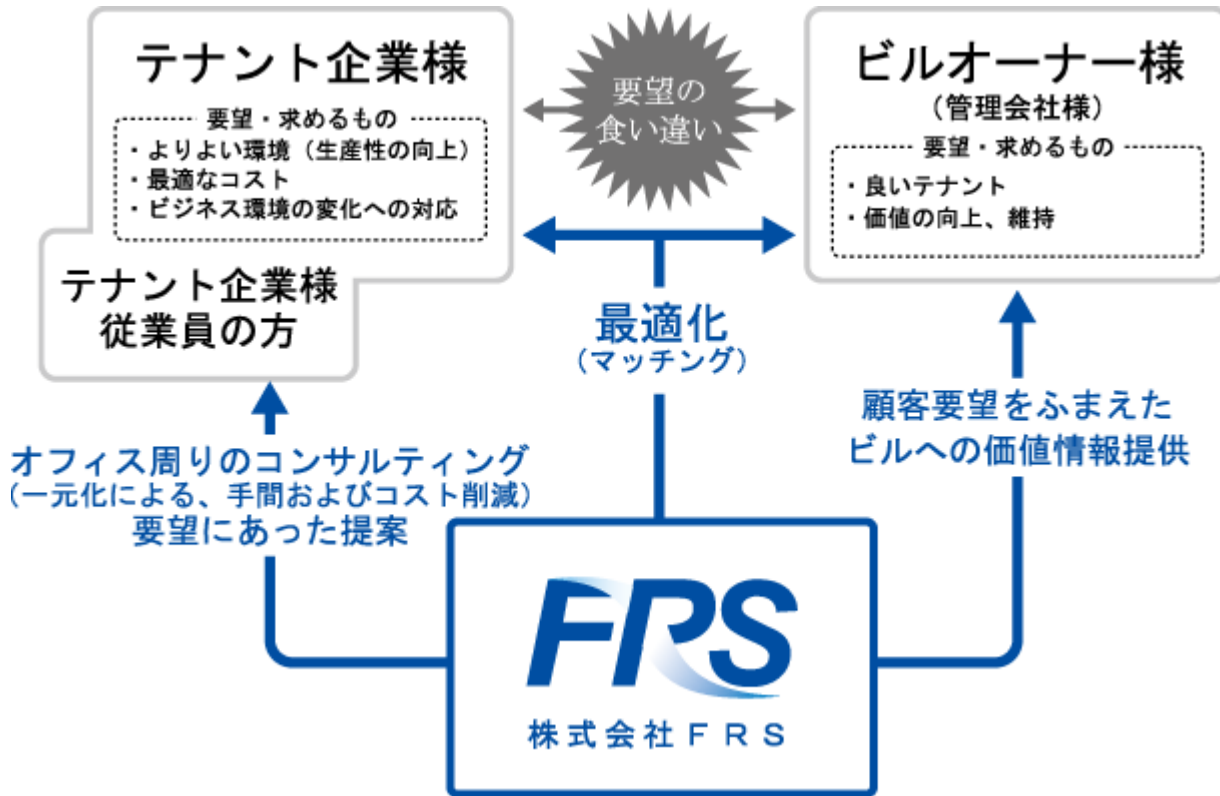 テナント企業様
要望・求めるもの
・よりよい環境（生産性の向上）
・最適なコスト
・ビジネス環境の変化への対応
テナント企業様
従業員の方
要望の
食い違い
ビルオーナー様
（管理会社様）
要望・求めるもの
・良いテナント
・価値の向上、維持
最適化
（マッチング）
オフィス周りのコンサルティング
（一元化による、手間およびコスト削減）
要望にあった提案
顧客要望をふまえた
ビルへの価値情報提供
FRS
株式会社ＦＲＳ